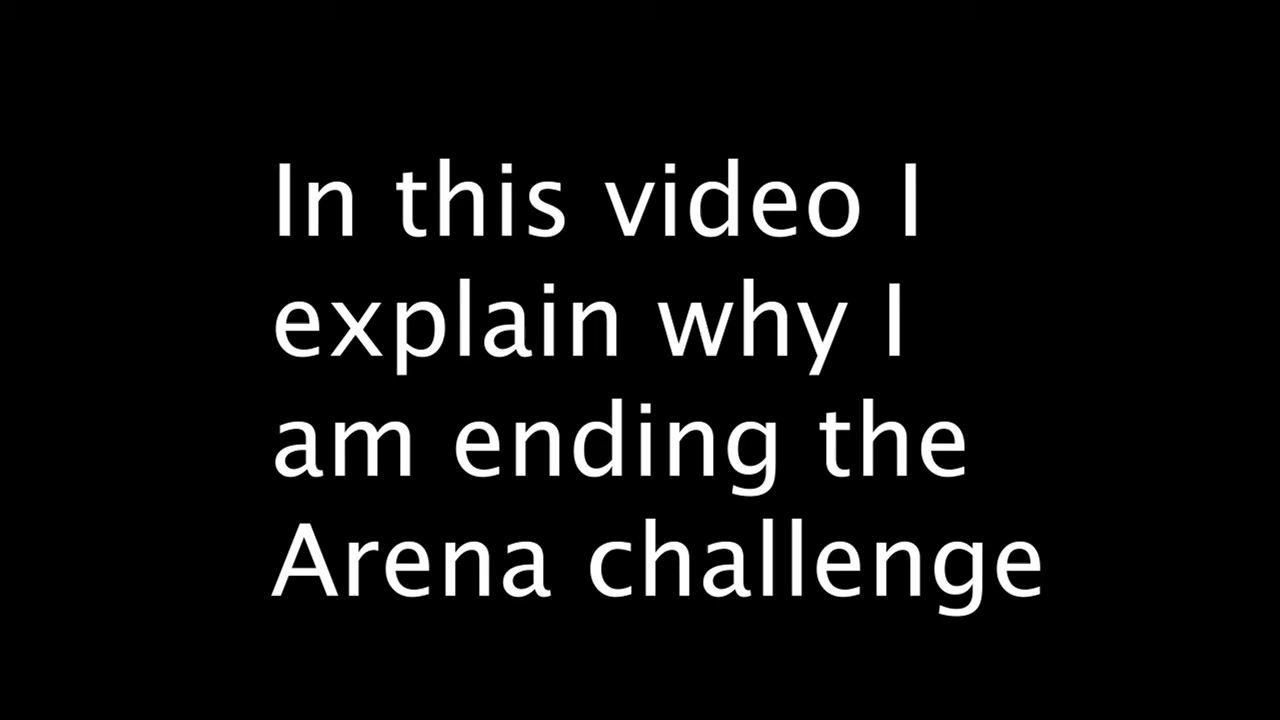 In this video I
explain why I
am ending the
Arena challenge